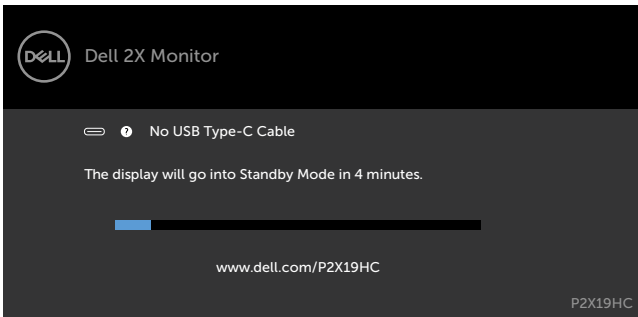 DELL
Dell 2X Monitor
? No USB Type-C Cable
The display will go into Standby Mode in 4 minutes.
www.dell.com/P2X19HC
P2X19HC